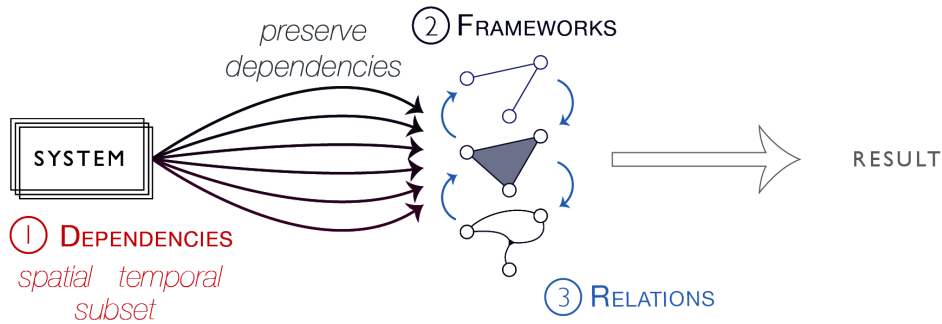 preserve
dependencies
2 FRAMEWORKS
SYSTEM
RESULT
1 DEPENDENCIES
spatial temporal
subset
3 RELATIONS